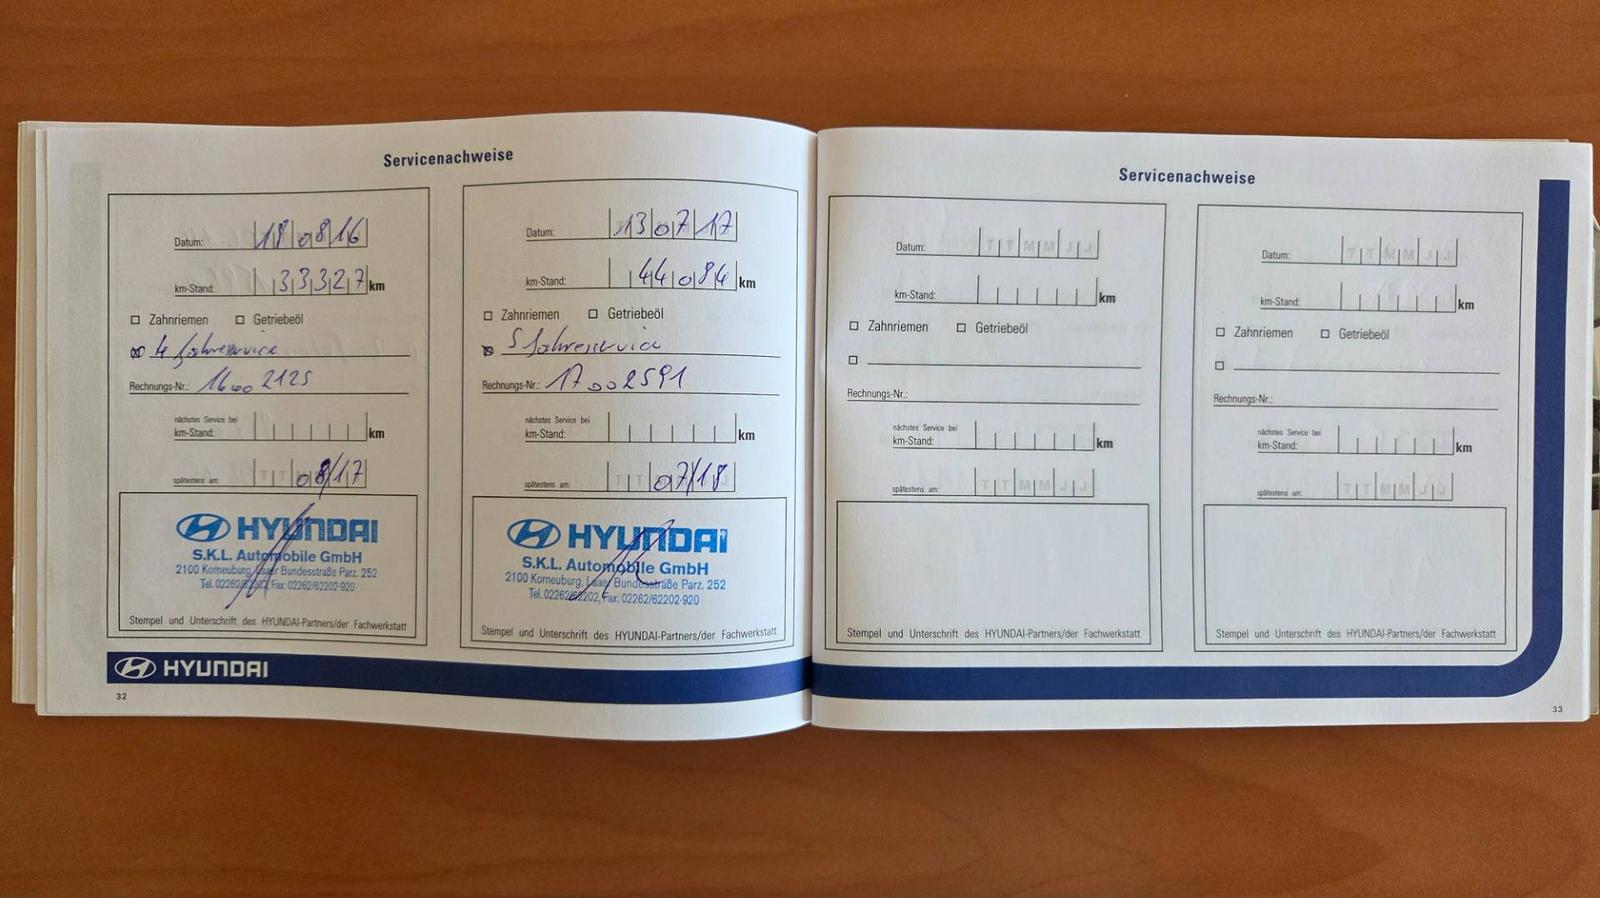 Servicenachweise
Datum: 18 08 16
km-Stand: 33327 km
Zahnriemen Getriebeöl
4 Jahresservice
Rechnungs-Nr.: 16002125
nächstes Service bei
km-Stand: km
spätestens am: 08/17
HYUNDAI
S.K.L. Automobile GmbH
2100 Korneuburg, Laaer Bundesstraße Parz. 252
Tel. 02262/62202, Fax: 02262/62202-920
Stempel und Unterschrift des HYUNDAI-Partners/der Fachwerkstatt
Datum: 13 07 17
km-Stand: 44084 km
Zahnriemen Getriebeöl
5 Jahresservice
Rechnungs-Nr.: 17002591
nächstes Service bei
km-Stand: km
spätestens am: TT 07/18
HYUNDAI
S.K.L. Automobile GmbH
2100 Korneuburg, Laaer Bundesstraße Parz. 252
Tel. 02262/62202, Fax: 02262/62202-920
Stempel und Unterschrift des HYUNDAI-Partners/der Fachwerkstatt
HYUNDAI
32
Servicenachweise
Datum: T T M M J J
km-Stand: km
Zahnriemen Getriebeöl
Rechnungs-Nr.:
nächstes Service bei
km-Stand: km
spätestens am: T T M M J J
Stempel und Unterschrift des HYUNDAI-Partners/der Fachwerkstatt
Datum: T T M M J J
km-Stand: km
Zahnriemen Getriebeöl
Rechnungs-Nr.:
nächstes Service bei
km-Stand: km
spätestens am: T T M M J J
Stempel und Unterschrift des HYUNDAI-Partners/der Fachwerkstatt
33